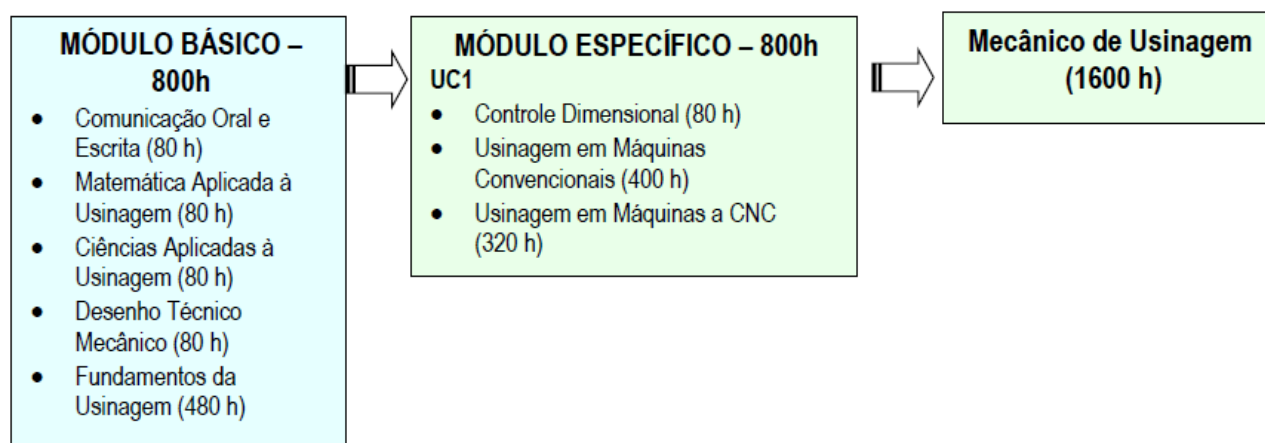 MÓDULO BÁSICO –
800h
● Comunicação Oral e
Escrita (80 h)
● Matemática Aplicada à
Usinagem (80 h)
● Ciências Aplicadas à
Usinagem (80 h)
● Desenho Técnico
Mecânico (80 h)
● Fundamentos da
Usinagem (480 h)
MÓDULO ESPECÍFICO – 800h
UC1
● Controle Dimensional (80 h)
● Usinagem em Máquinas
Convencionais (400 h)
● Usinagem em Máquinas a CNC
(320 h)
Mecânico de Usinagem
(1600 h)